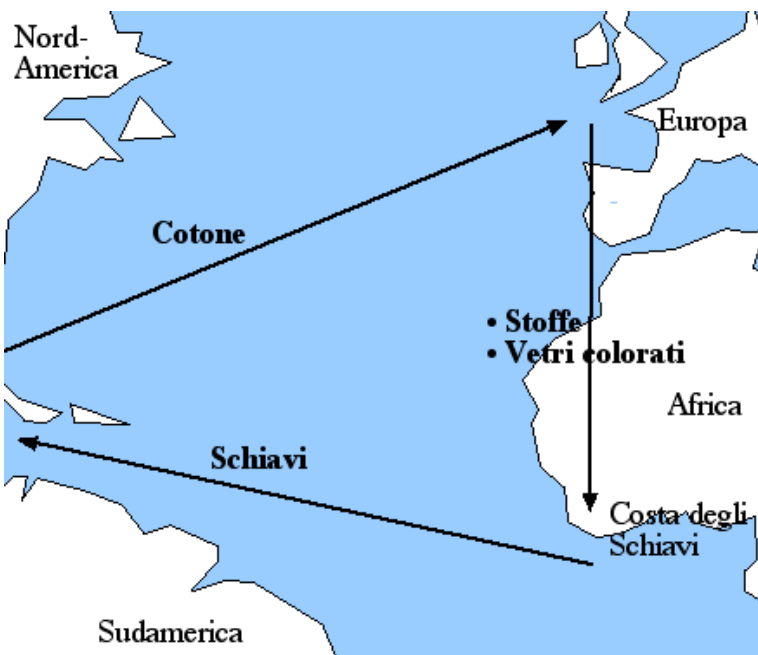 Nord-
America
Europa
Cotone
• Stoffe
• Vetri colorati
Africa
Schiavi
Costa degli
Schiavi
Sudamerica